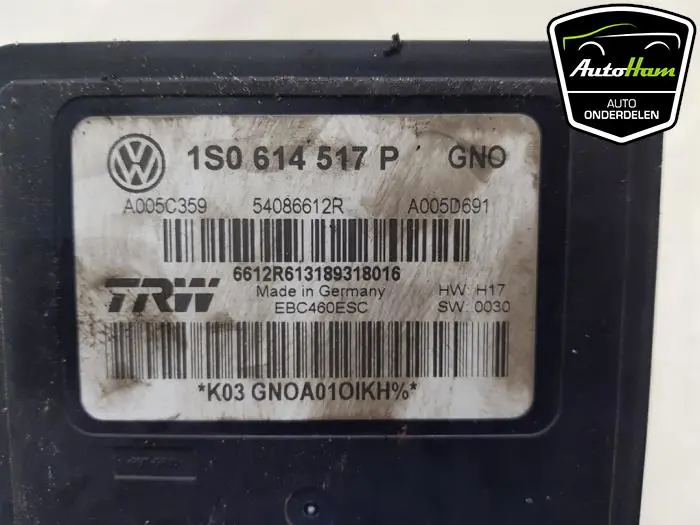 AutoHam
AUTO
ONDERDELEN
1S0 614 517 P GNO
A005C359 54086612R A005D691
6612R613189318016
TRW
Made in Germany HW: H17
EBC460ESC SW: 0030
*K03 GNOA01OIKH%*